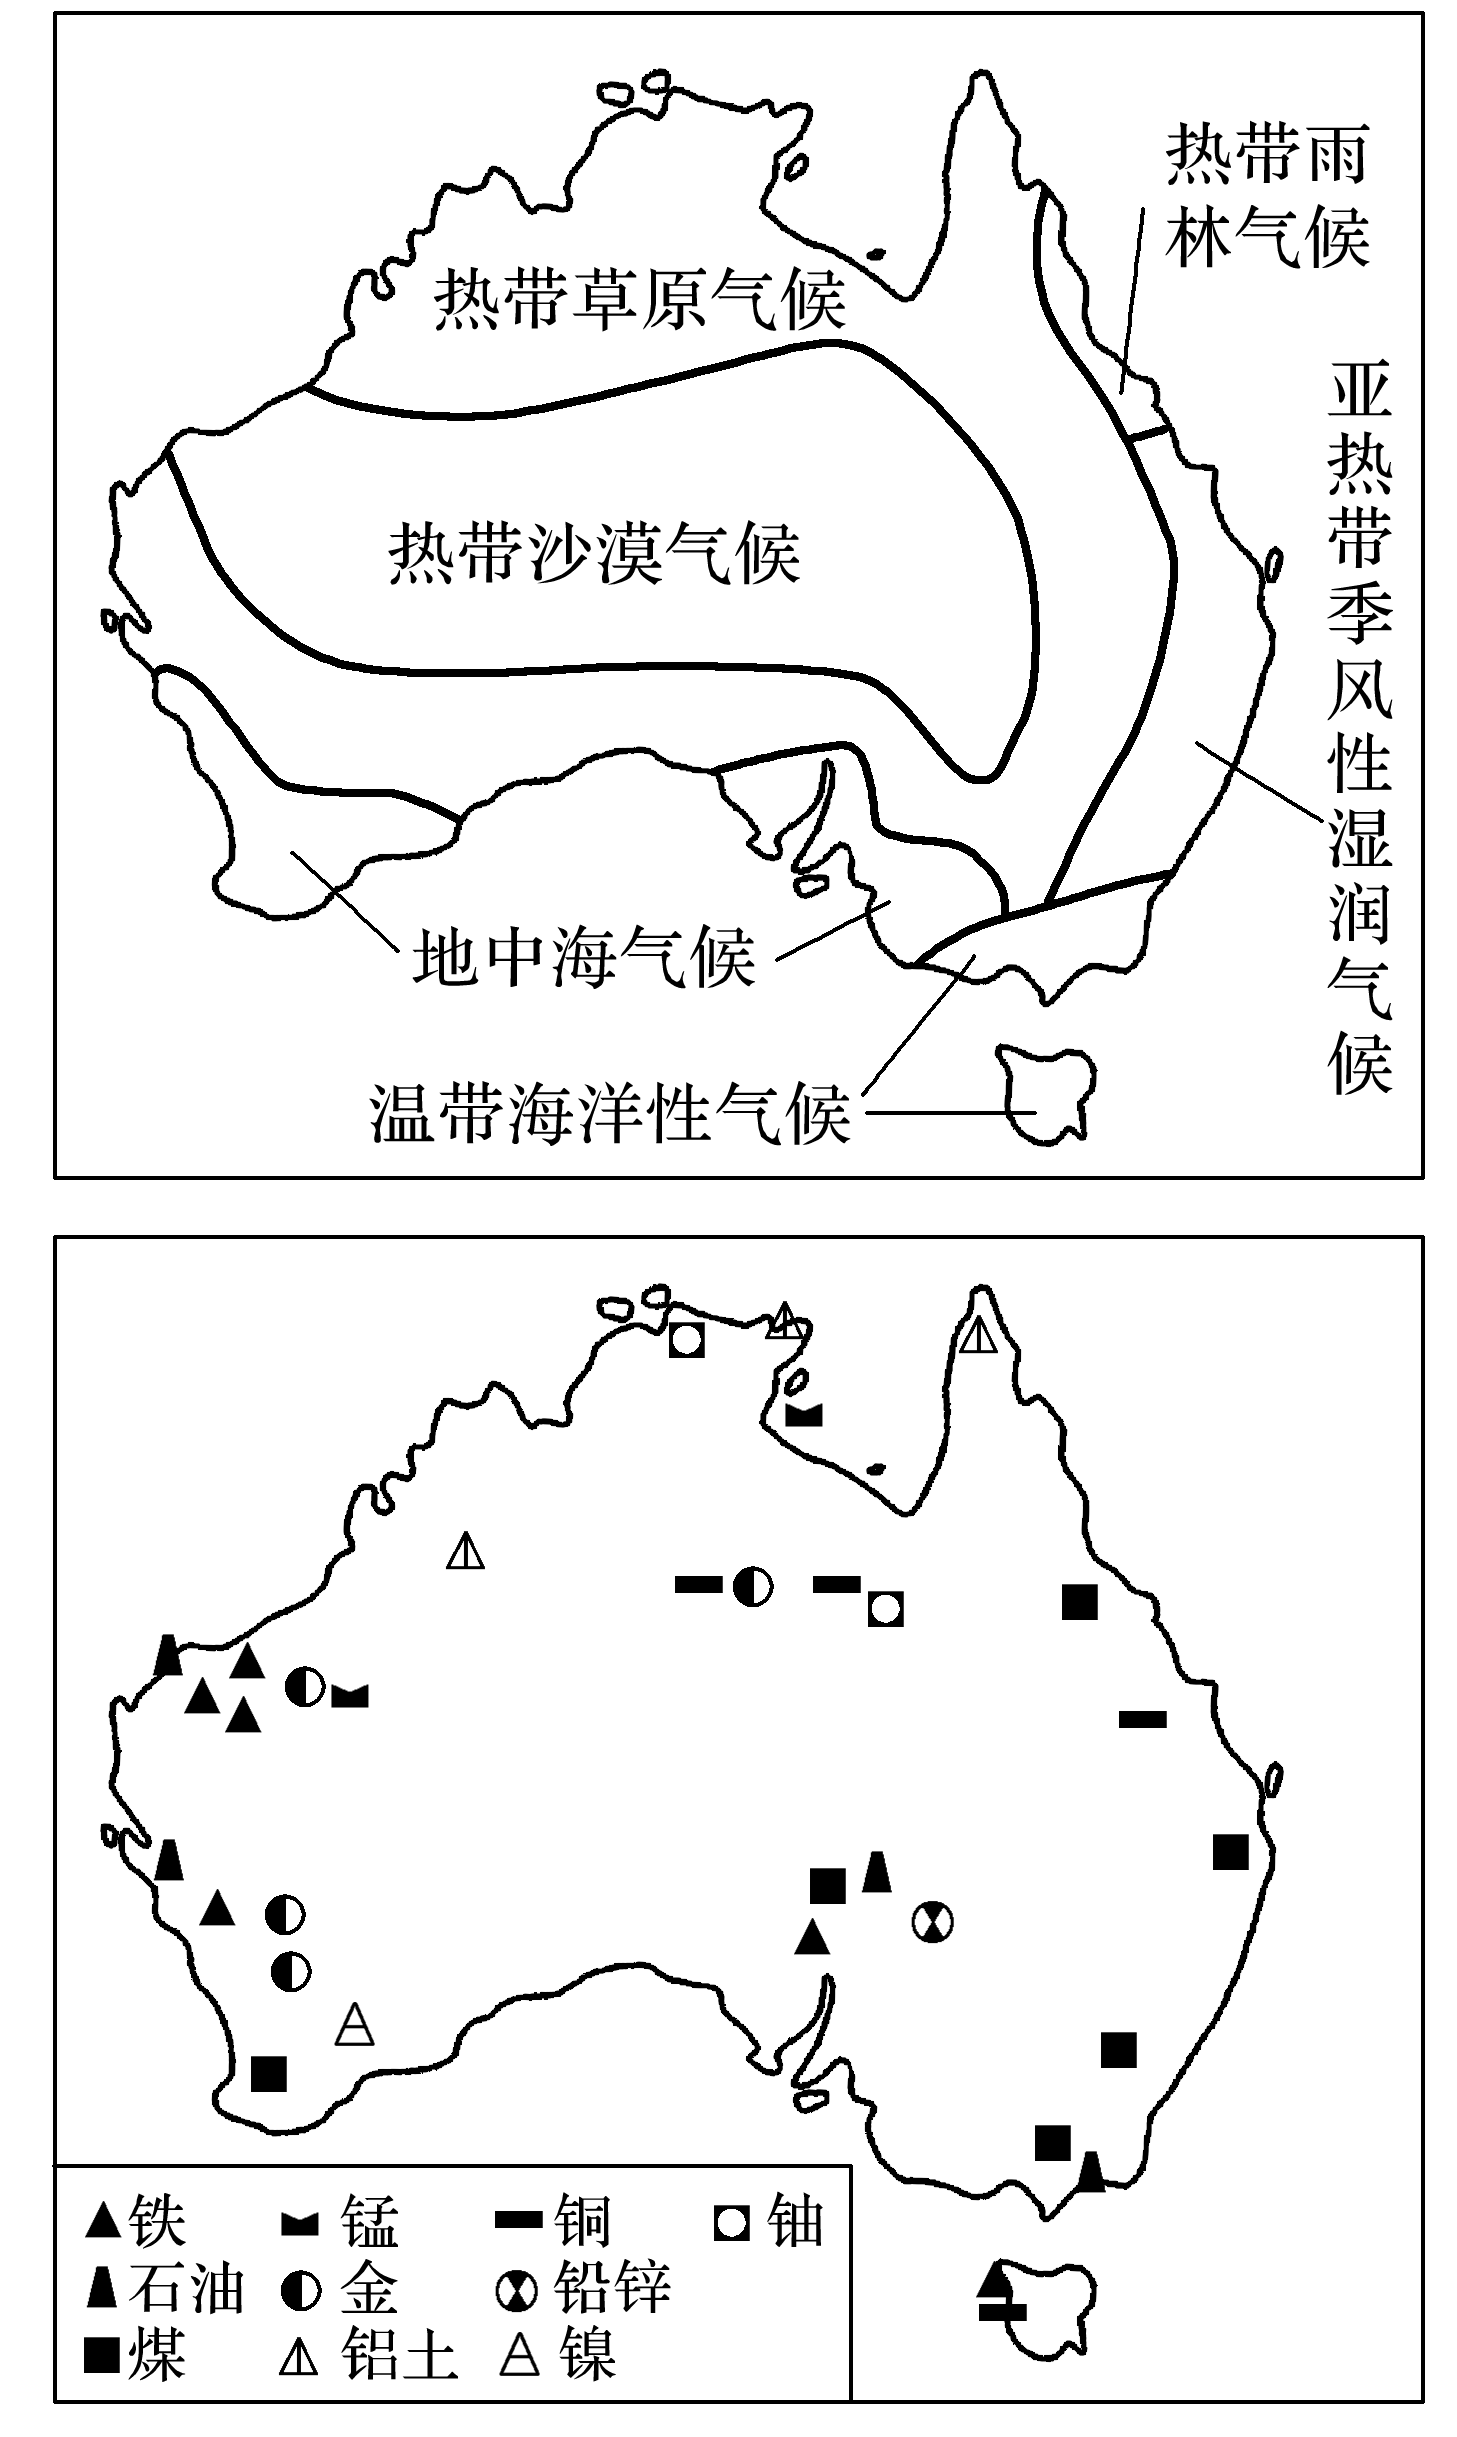 热带雨
林气候
热带草原气候
亚热带季风性湿润气候
热带沙漠气候
地中海气候
温带海洋性气候
铁 锰 铜 铀
石油 金 铅锌
煤 铝土 镍